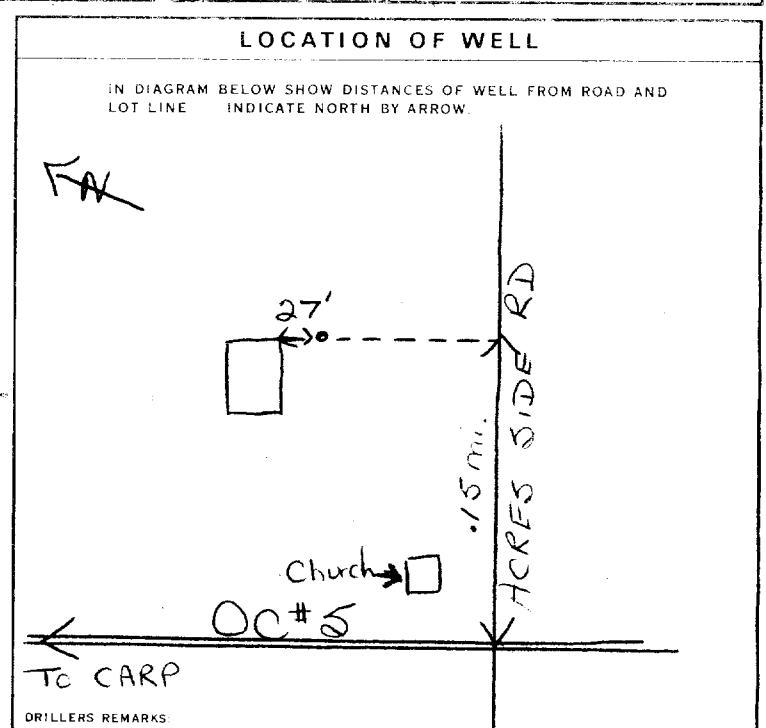 LOCATION OF WELL
IN DIAGRAM BELOW SHOW DISTANCES OF WELL FROM ROAD AND
LOT LINE INDICATE NORTH BY ARROW.
N
27'
ACRES SIDE RD
.15 mi.
Church
OC#5
TO CARP
DRILLERS REMARKS: